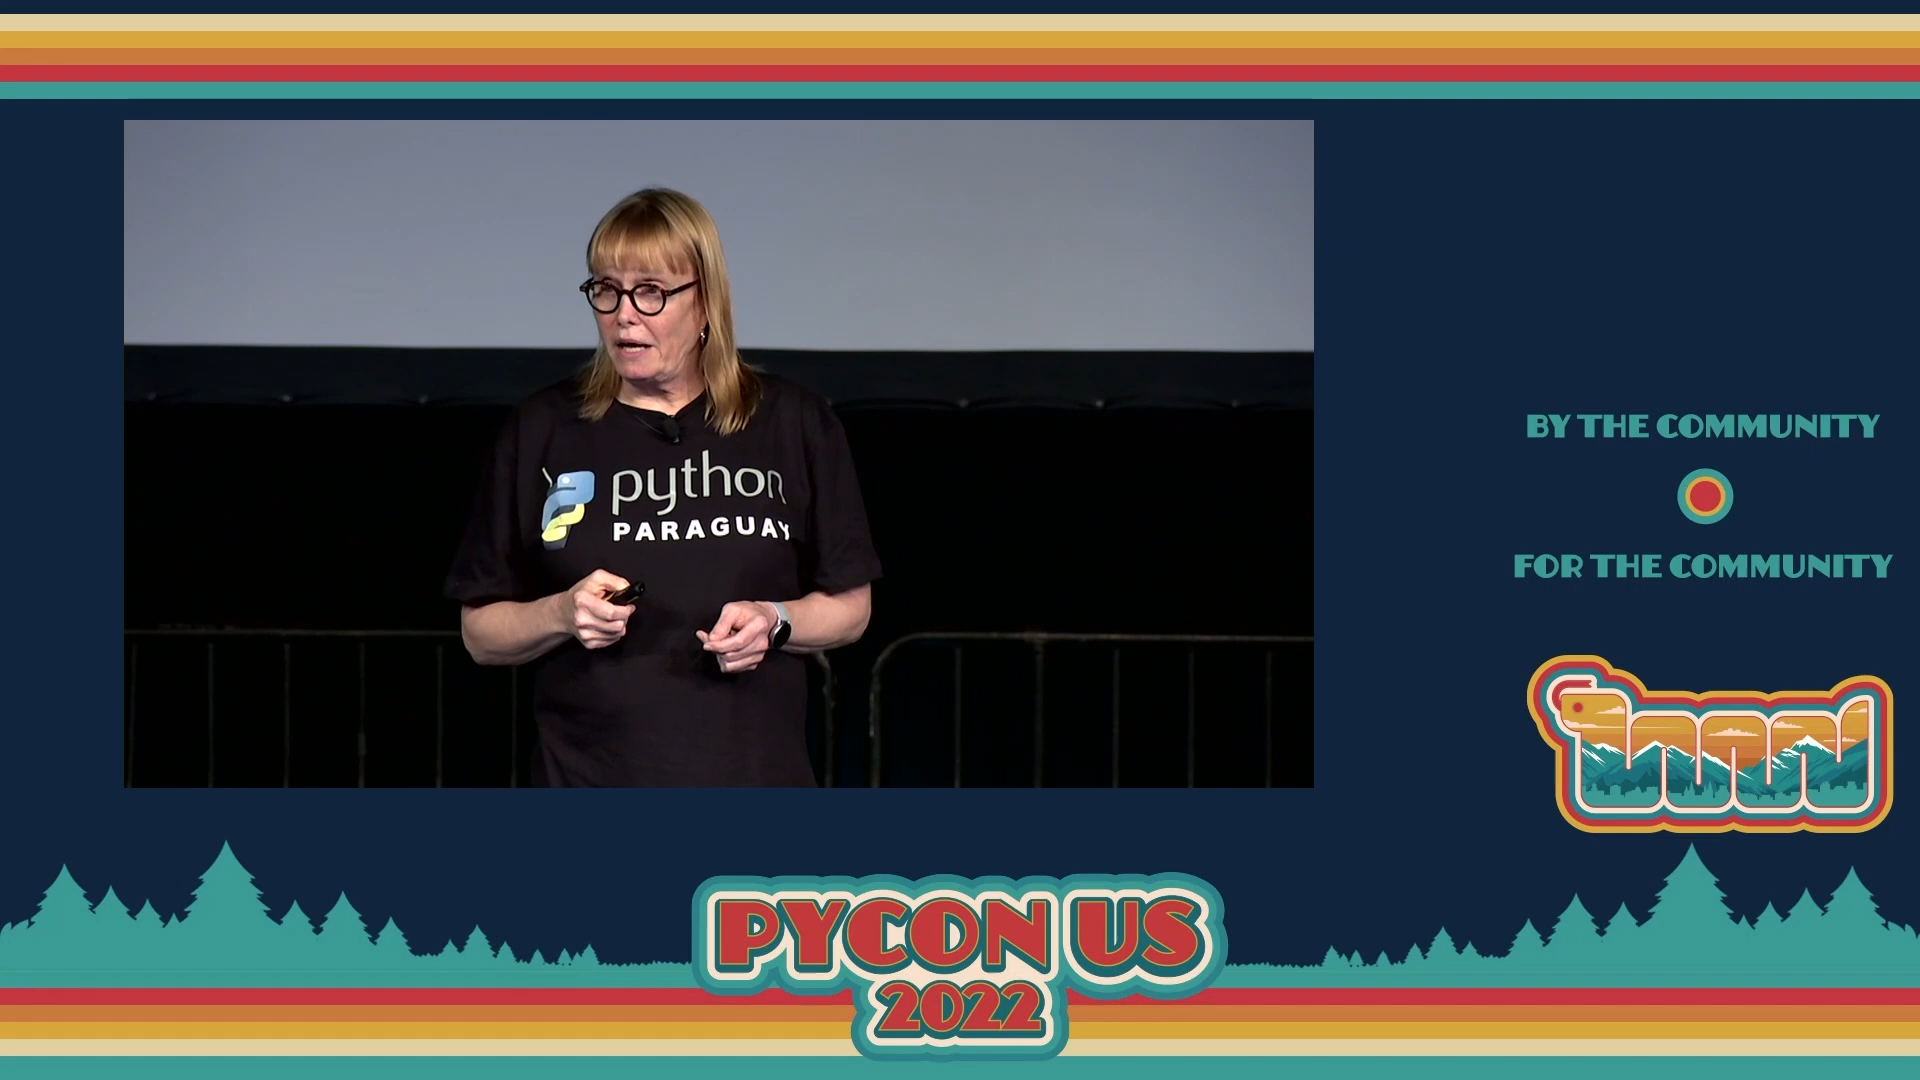 python
PARAGUAY
BY THE COMMUNITY
FOR THE COMMUNITY
PYCON US
2022